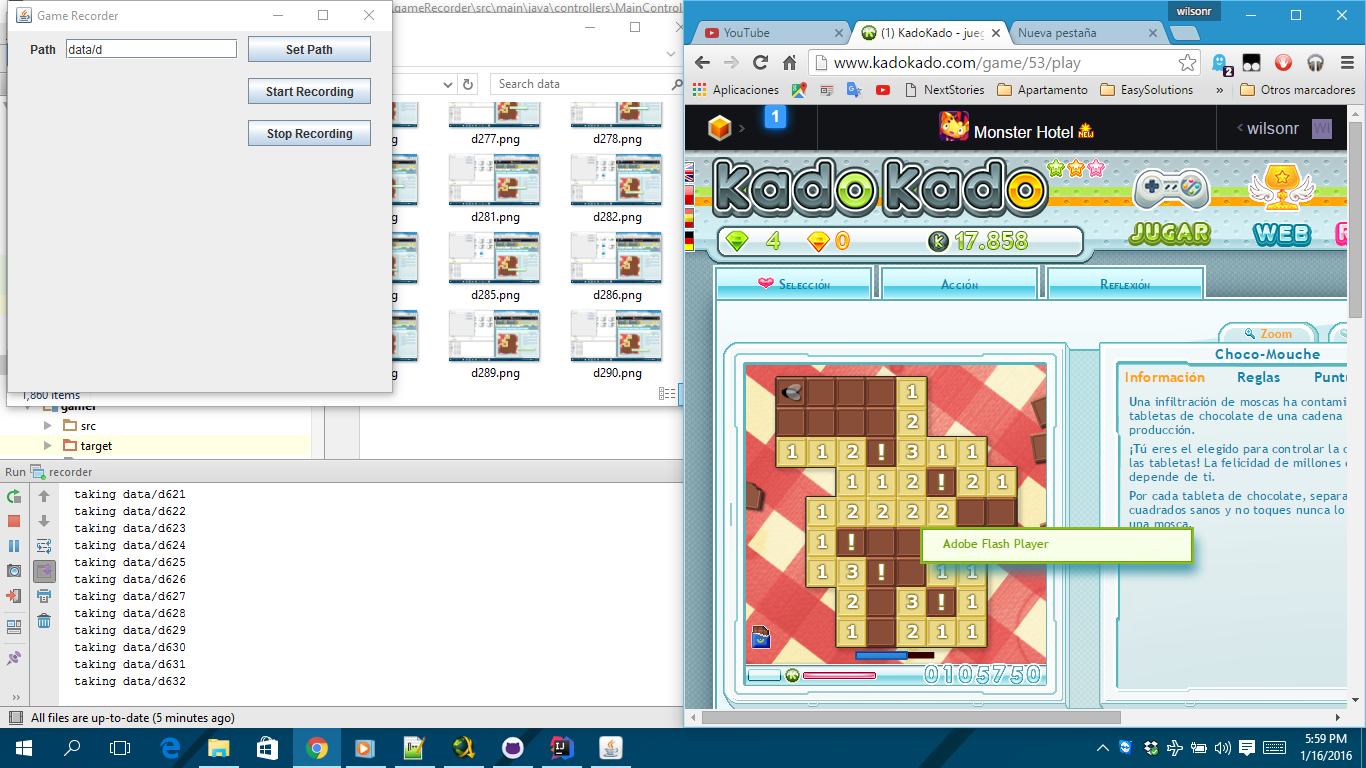 Game Recorder
Path data/d Set Path
Start Recording
Stop Recording
gameRecorder\src\main\java\controllers\MainControl
Search data
d277.png d278.png
d281.png d282.png
d285.png d286.png
d289.png d290.png
1,860 items
gamer
src
target
Run recorder
taking data/d621
taking data/d622
taking data/d623
taking data/d624
taking data/d625
taking data/d626
taking data/d627
taking data/d628
taking data/d629
taking data/d630
taking data/d631
taking data/d632
All files are up-to-date (5 minutes ago)
wilsonr
YouTube (1) KadoKado - jueg Nueva pestaña
www.kadokado.com/game/53/play
2
Aplicaciones NextStories Apartamento EasySolutions » Otros marcadores
1 Monster Hotel NEW wilsonr WI
KadoKado
4 0 K 17.858
JUGAR WEB
Selección Acción Reflexión
Zoom
Choco-Mouche
Información Reglas Puntu
Una infiltración de moscas ha contami
tabletas de chocolate de una cadena
producción.
¡Tú eres el elegido para controlar la c
las tabletas! La felicidad de millones d
depende de ti.
Por cada tableta de chocolate, separa
cuadrados sanos y no toques nunca lo
una mosca.
Adobe Flash Player
1
2
1 1 2 ! 3 1 1
1 1 2 ! 2 1
1 2 2 2 2
1 !
1 3 ! 1 1
2 3 ! 1
1 2 1 1
0105750
5:59 PM
1/16/2016